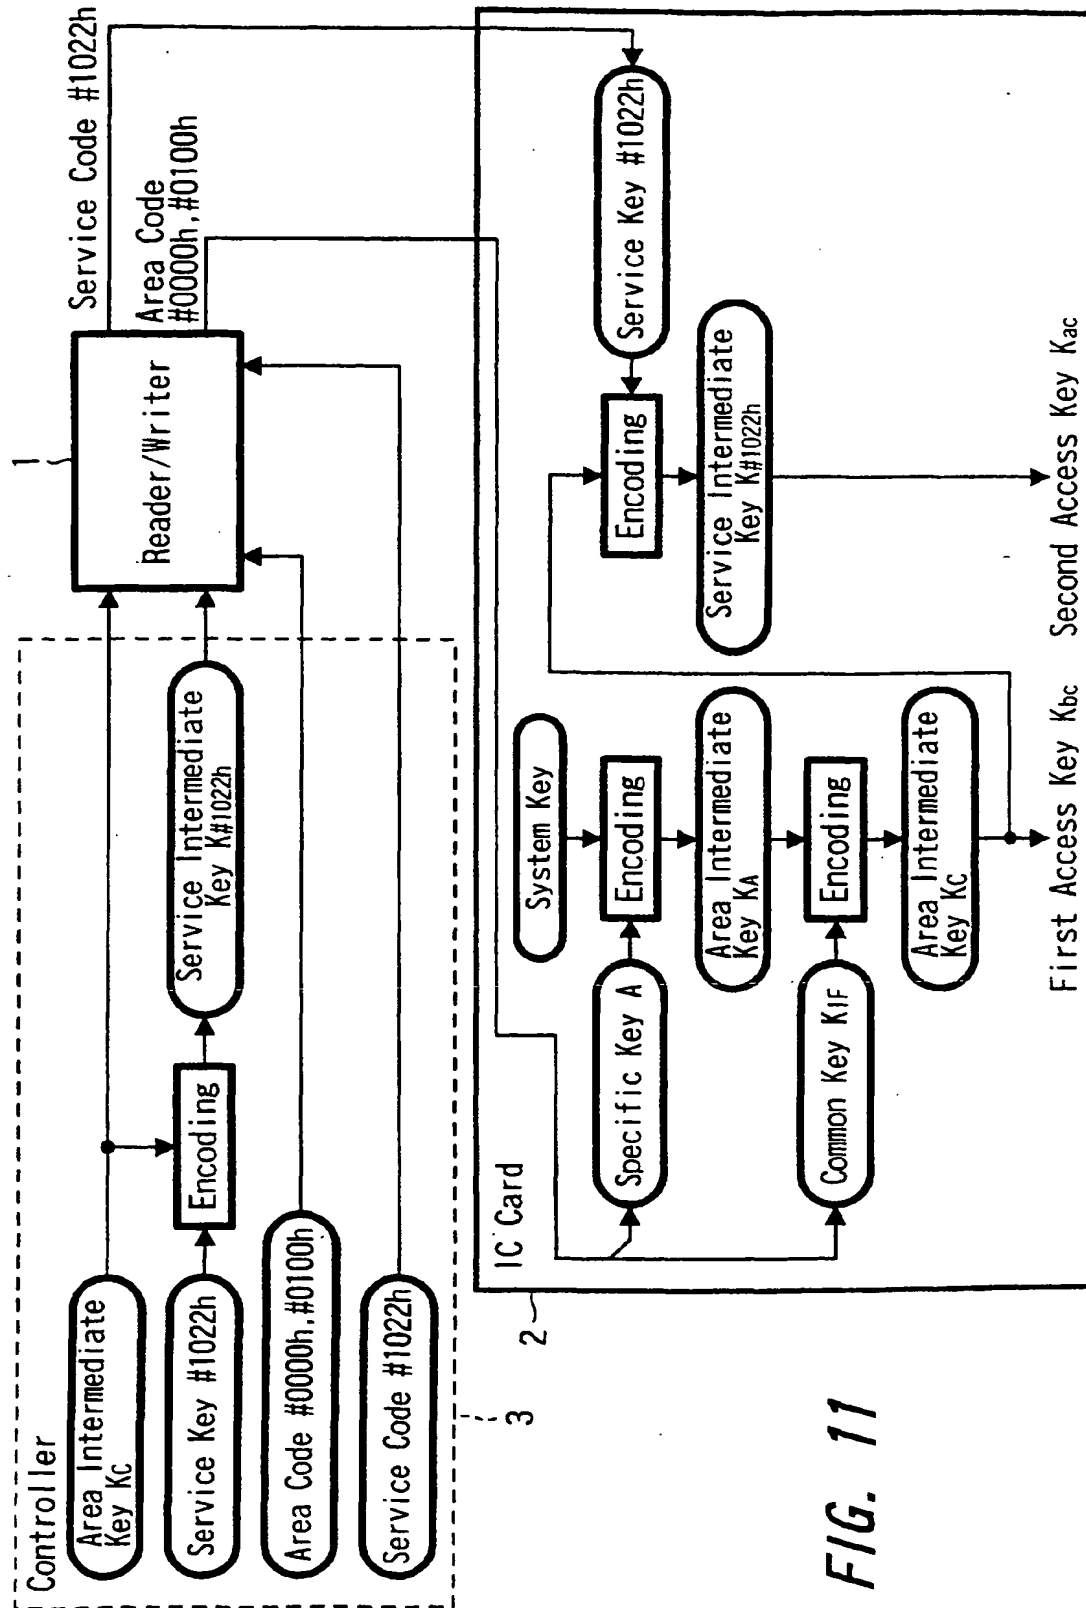 Controller
Area Intermediate
Key KC
Service Key #1022h
Area Code #0000h,#0100h
Service Code #1022h
Encoding
Service Intermediate
Key K#1022h
3
1
Reader/Writer
Service Code #1022h
Area Code
#0000h,#0100h
2
IC Card
Specific Key A
Common Key KIF
System Key
Encoding
Area Intermediate
Key KA
Encoding
Area Intermediate
Key KC
Service Key #1022h
Encoding
Service Intermediate
Key K#1022h
First Access Key Kbc
Second Access Key Kac
FIG. 11